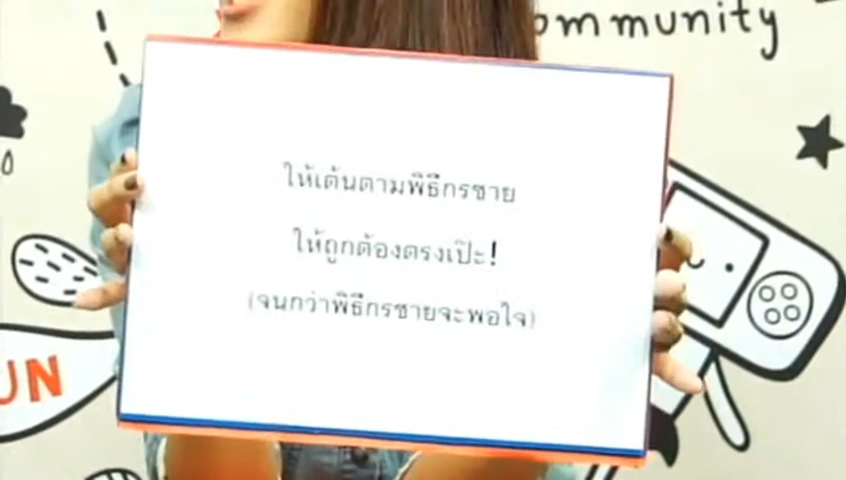 ommunity
ให้เต้นตามพิธีกรชาย
ให้ถูกต้องตรงเป๊ะ!
(จนกว่าพิธีกรชายจะพอใจ)
UN